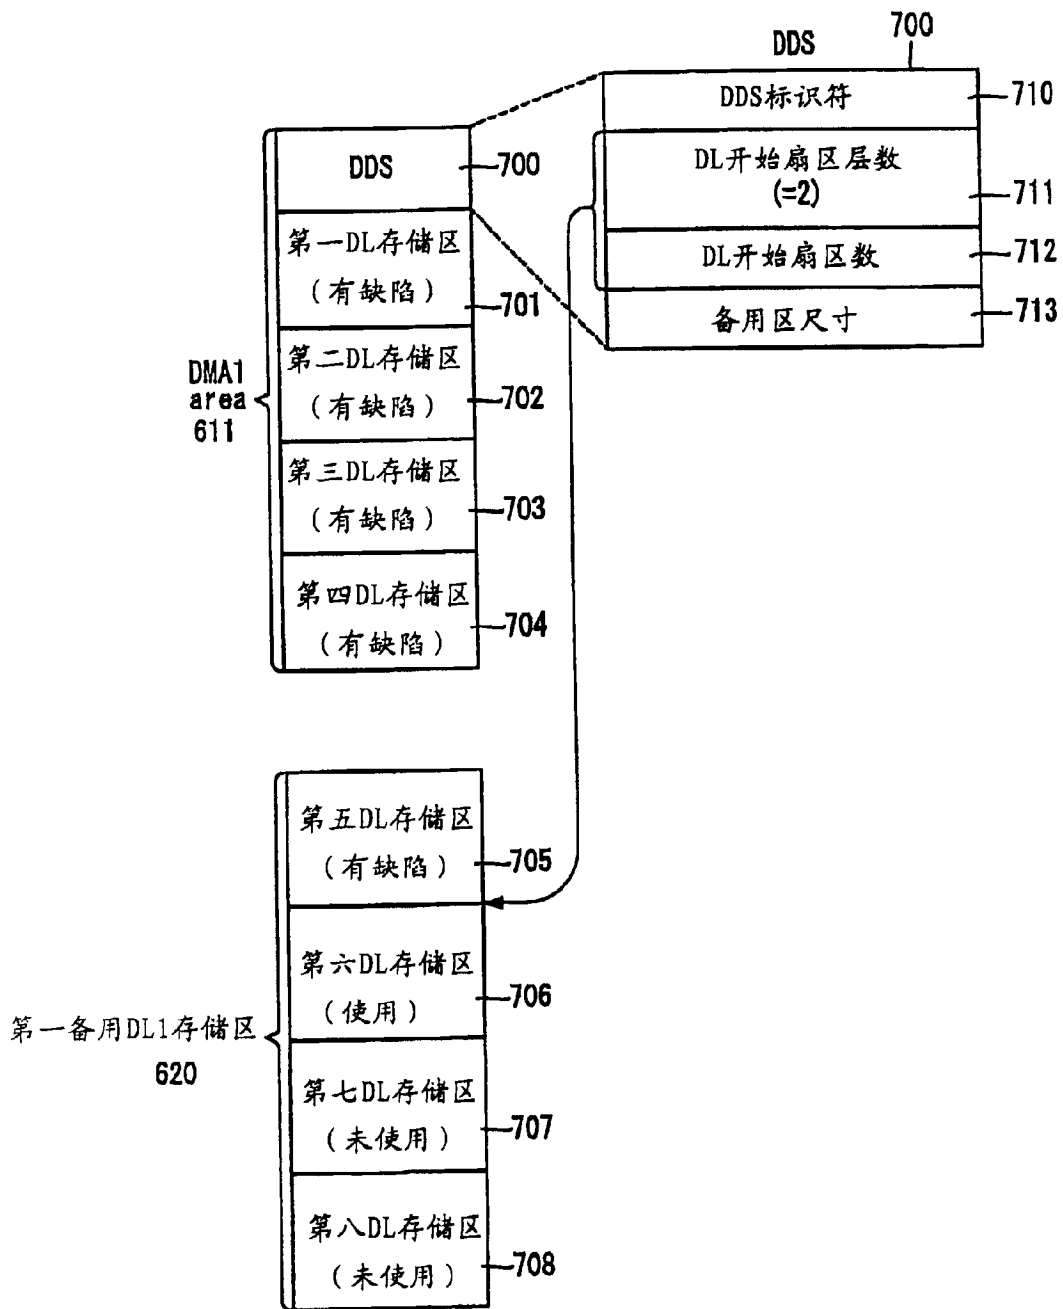 DDS
700
DDS标识符
710
DL开始扇区层数
(=2)
711
DL开始扇区数
712
备用区尺寸
713
DDS
700
第一DL存储区
(有缺陷)
701
第二DL存储区
(有缺陷)
702
第三DL存储区
(有缺陷)
703
第四DL存储区
(有缺陷)
704
DMA1
area
611
第五DL存储区
(有缺陷)
705
第六DL存储区
(使用)
706
第七DL存储区
(未使用)
707
第八DL存储区
(未使用)
708
第一备用DL1存储区
620